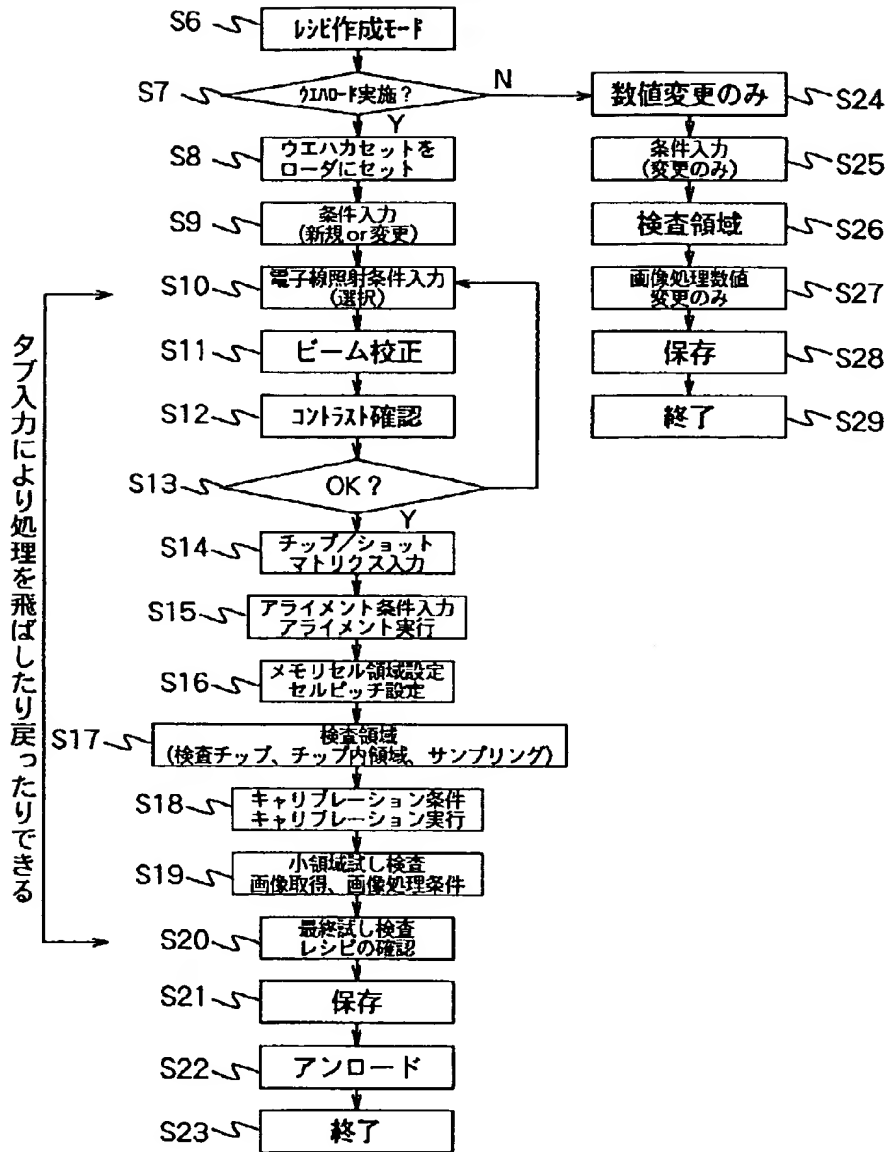 S6
レシピ作成モード
S7
ウエハロード実施？
N
Y
S8
ウエハカセットを
ローダにセット
S9
条件入力
(新規or変更)
S10
電子線照射条件入力
(選択)
S11
ビーム校正
S12
コントラスト確認
S13
OK？
Y
S14
チップ／ショット
マトリクス入力
S15
アライメント条件入力
アライメント実行
S16
メモリセル領域設定
セルピッチ設定
S17
検査領域
(検査チップ、チップ内領域、サンプリング)
S18
キャリブレーション条件
キャリブレーション実行
S19
小領域試し検査
画像取得、画像処理条件
S20
最終試し検査
レシピの確認
S21
保存
S22
アンロード
S23
終了
数値変更のみ
S24
条件入力
(変更のみ)
S25
検査領域
S26
画像処理数値
変更のみ
S27
保存
S28
終了
S29
タブ入力により処理を飛ばしたり戻ったりできる